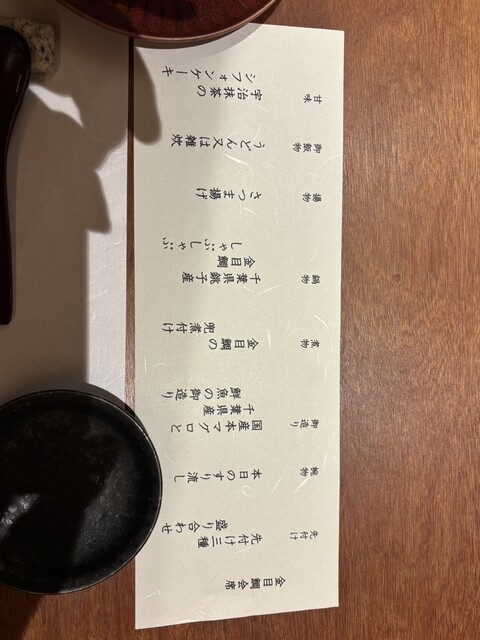 金目鯛会席
先付け
先付け三種
盛り合わせ
椀物
本日のすり流し
御造り
国産本マグロと
千葉県産
鮮魚の御造り
煮物
金目鯛の
兜煮付け
鍋物
千葉県銚子産
金目鯛
しゃぶしゃぶ
揚物
さつま揚げ
御飯物
うどん又は雑炊
甘味
宇治抹茶の
シフォンケーキ